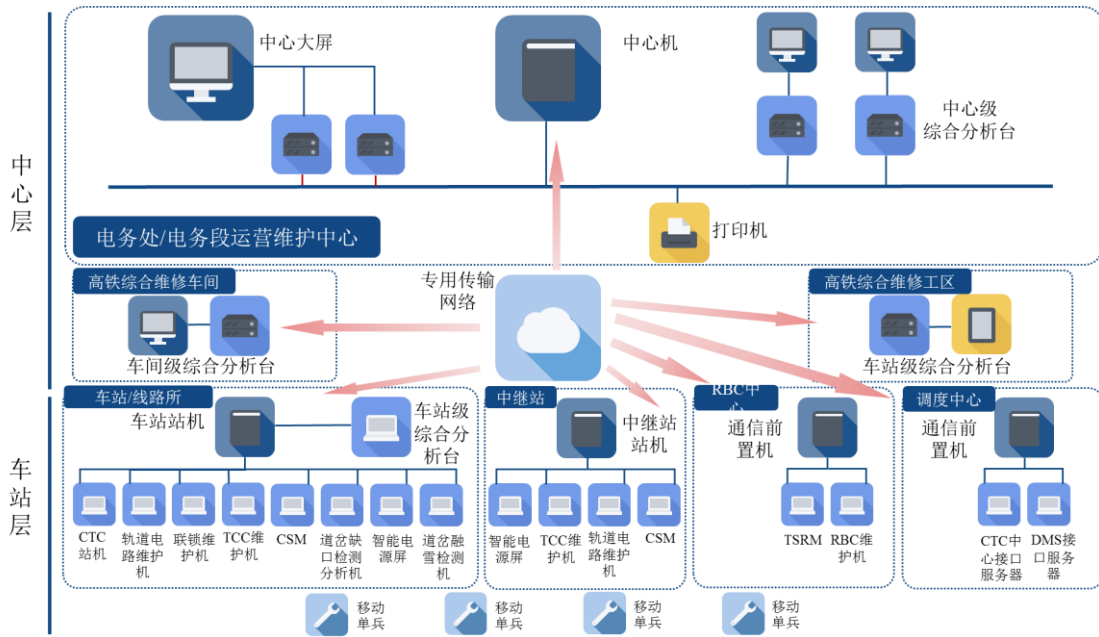 中
心
层
中心大屏
中心机
中心级
综合分析台
打印机
电务处/电务段运营维护中心
高铁综合维修车间
车间级综合分析台
专用传输
网络
高铁综合维修工区
车站级综合分析台
车
站
层
车站/线路所
车站站机
车站级
综合分
析台
CTC
站机
轨道电
路维护
机
联锁维
护机
TCC维
护机
CSM
道岔缺
口检测
分析机
智能电
源屏
道岔融
雪检测
机
中继站
中继站
站机
智能电
源屏
TCC维
护机
轨道电
路维护
机
CSM
RBC中
心
通信前
置机
TSRM
RBC维
护机
调度中心
通信前
置机
CTC中
心接口
服务器
DMS接
口服务
器
移动
单兵
移动
单兵
移动
单兵
移动
单兵